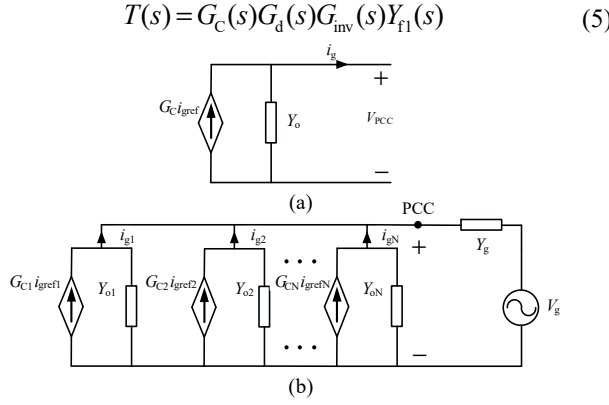 T(s) = G_C(s)G_d(s)G_inv(s)Y_f1(s) (5)
i_g
+
G_C i_gref
Y_o
V_PCC
−
(a)
PCC
i_g1 i_g2 i_gN
+
Y_g
G_C1 i_gref1 Y_o1 G_C2 i_gref2 Y_o2 G_CN i_grefN Y_oN
V_g
−
(b)